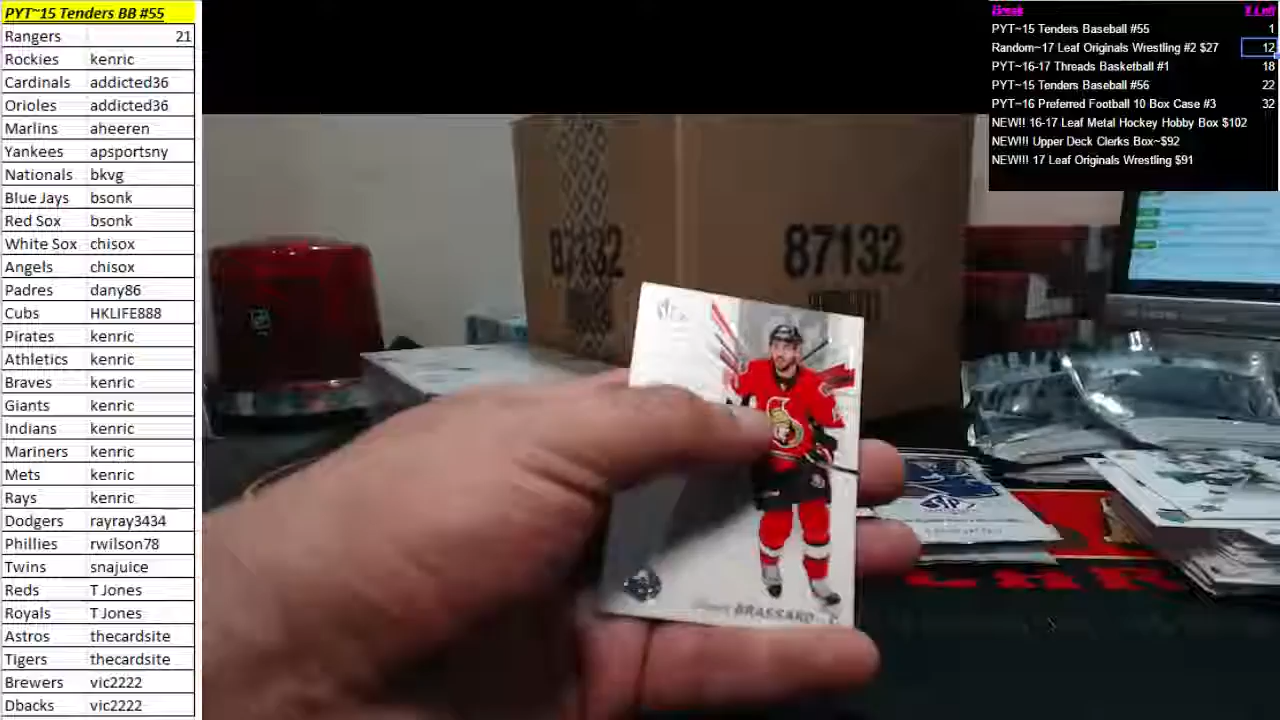 PYT~15 Tenders BB #55
Rangers 21
Rockies kenric
Cardinals addicted36
Orioles addicted36
Marlins aheeren
Yankees apsportsny
Nationals bkvg
Blue Jays bsonk
Red Sox bsonk
White Sox chisox
Angels chisox
Padres dany86
Cubs HKLIFE888
Pirates kenric
Athletics kenric
Braves kenric
Giants kenric
Indians kenric
Mariners kenric
Mets kenric
Rays kenric
Dodgers rayray3434
Phillies rwilson78
Twins snajuice
Reds T Jones
Royals T Jones
Astros thecardsite
Tigers thecardsite
Brewers vic2222
Dbacks vic2222
Break X Left
PYT~15 Tenders Baseball #55 1
Random~17 Leaf Originals Wrestling #2 $27 12
PYT~16-17 Threads Basketball #1 18
PYT~15 Tenders Baseball #56 22
PYT~16 Preferred Football 10 Box Case #3 32
NEW!! 16-17 Leaf Metal Hockey Hobby Box $102
NEW!!! Upper Deck Clerks Box~$92
NEW!!! 17 Leaf Originals Wrestling $91
87132
87132
BRASSARD